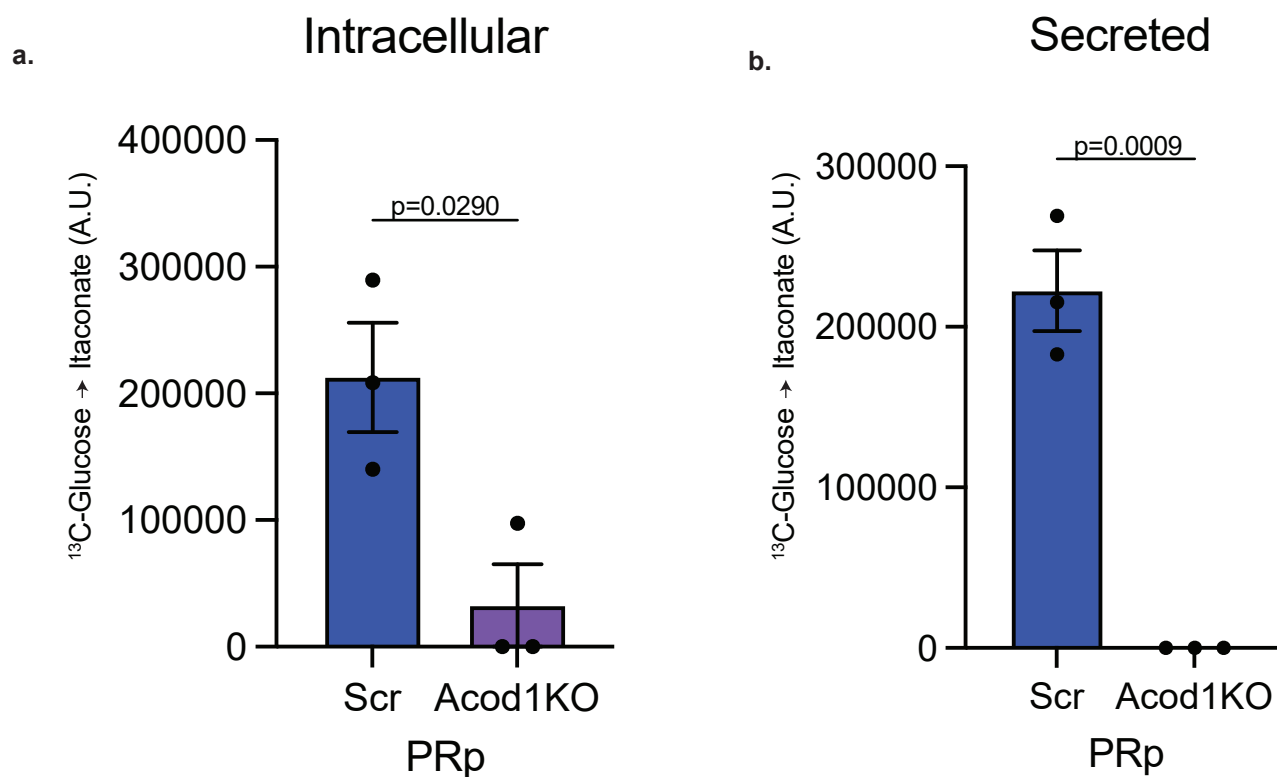 a.
Intracellular
¹³C-Glucose → Itaconate (A.U.)
400000
300000
200000
100000
0
p=0.0290
Scr
Acod1KO
PRp
b.
Secreted
¹³C-Glucose → Itaconate (A.U.)
300000
200000
100000
0
p=0.0009
Scr
Acod1KO
PRp